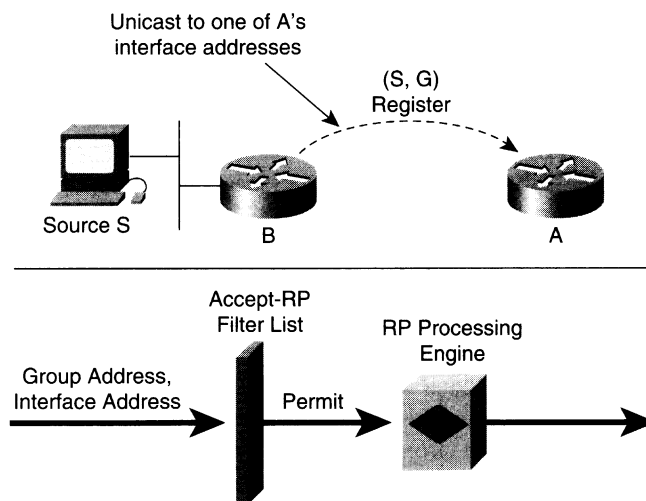 Unicast to one of A's
interface addresses
(S, G)
Register
Source S
B
A
Accept-RP
Filter List
RP Processing
Engine
Group Address,
Interface Address
Permit